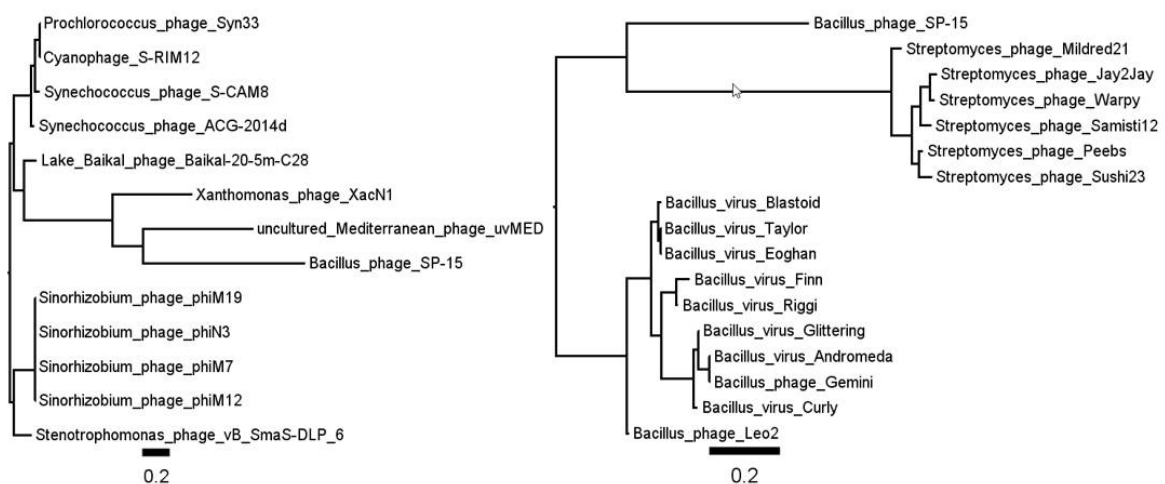 Prochlorococcus_phage_Syn33
Cyanophage_S-RIM12
Synechococcus_phage_S-CAM8
Synechococcus_phage_ACG-2014d
Lake_Baikal_phage_Baikal-20-5m-C28
Xanthomonas_phage_XacN1
uncultured_Mediterranean_phage_uvMED
Bacillus_phage_SP-15
Sinorhizobium_phage_phiM19
Sinorhizobium_phage_phiN3
Sinorhizobium_phage_phiM7
Sinorhizobium_phage_phiM12
Stenotrophomonas_phage_vB_SmaS-DLP_6
0.2
Bacillus_phage_SP-15
Streptomyces_phage_Mildred21
Streptomyces_phage_Jay2Jay
Streptomyces_phage_Warpy
Streptomyces_phage_Samisti12
Streptomyces_phage_Peebs
Streptomyces_phage_Sushi23
Bacillus_virus_Blastoid
Bacillus_virus_Taylor
Bacillus_virus_Eoghan
Bacillus_virus_Finn
Bacillus_virus_Riggi
Bacillus_virus_Glittering
Bacillus_virus_Andromeda
Bacillus_phage_Gemini
Bacillus_virus_Curly
Bacillus_phage_Leo2
0.2